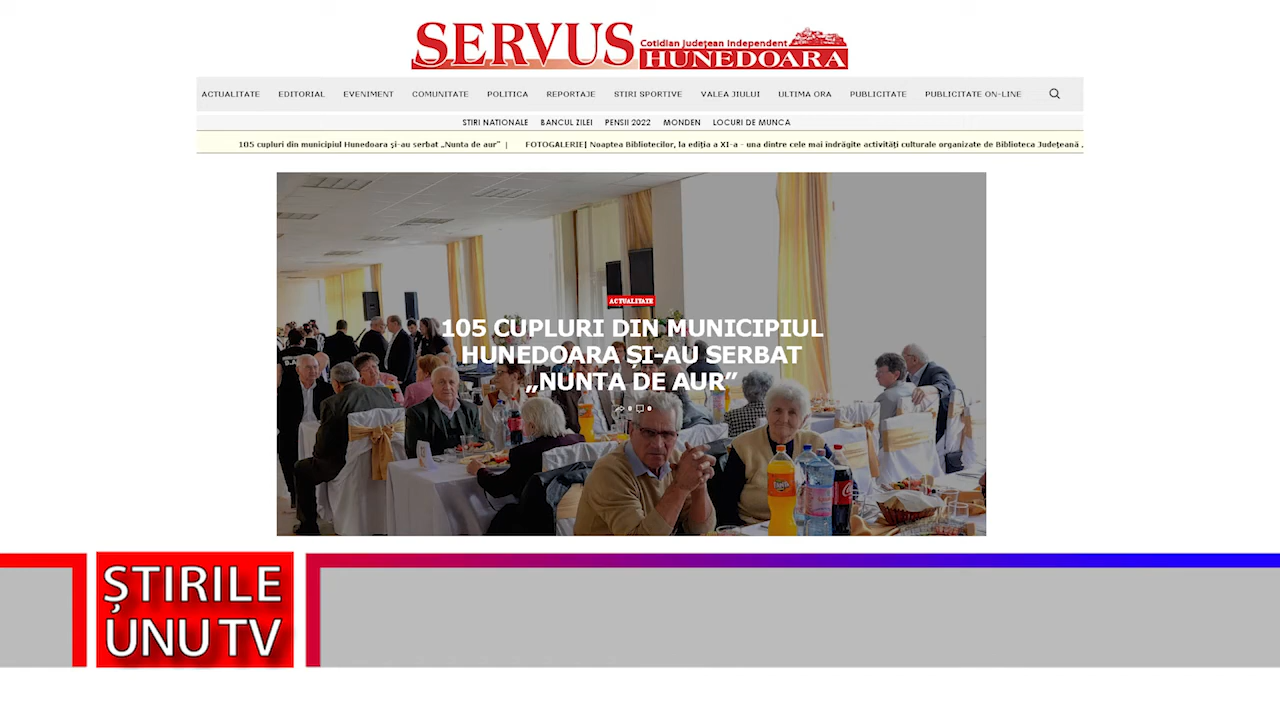 SERVUS
Cotidian Județean Independent
HUNEDOARA
ACTUALITATE EDITORIAL EVENIMENT COMUNITATE POLITICA REPORTAJE STIRI SPORTIVE VALEA JIULUI ULTIMA ORA PUBLICITATE PUBLICITATE ON-LINE
STIRI NATIONALE BANCUL ZILEI PENSII 2022 MONDEN LOCURI DE MUNCA
105 cupluri din municipiul Hunedoara și-au serbat „Nunta de aur” | FOTOGALERIE| Noaptea Bibliotecilor, la ediția a XI-a - una dintre cele mai îndrăgite activități culturale organizate de Biblioteca Județeană
ACTUALITATE
105 CUPLURI DIN MUNICIPIUL
HUNEDOARA ȘI-AU SERBAT
„NUNTA DE AUR”
0 0
ȘTIRILE
UNU TV